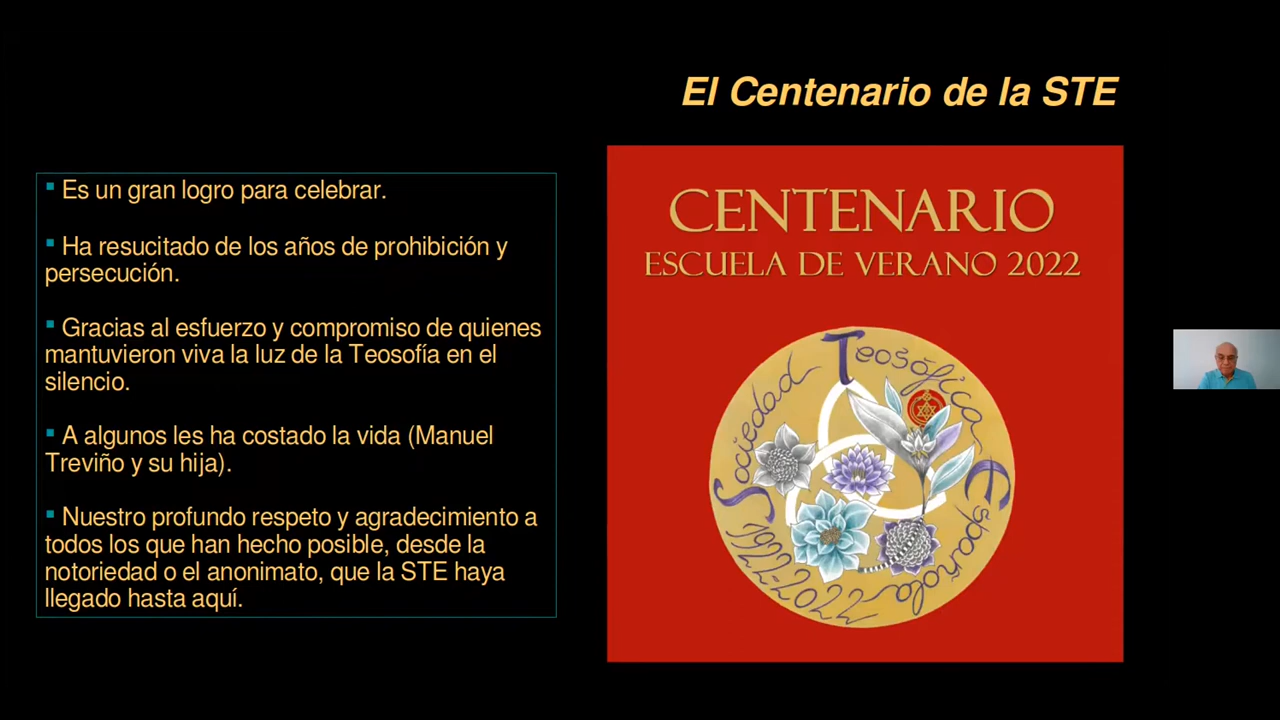 El Centenario de la STE
Es un gran logro para celebrar.
Ha resucitado de los años de prohibición y
persecución.
Gracias al esfuerzo y compromiso de quienes
mantuvieron viva la luz de la Teosofía en el
silencio.
A algunos les ha costado la vida (Manuel
Treviño y su hija).
Nuestro profundo respeto y agradecimiento a
todos los que han hecho posible, desde la
notoriedad o el anonimato, que la STE haya
llegado hasta aquí.
CENTENARIO
ESCUELA DE VERANO 2022
Sociedad Teosófica Española
1922-2022